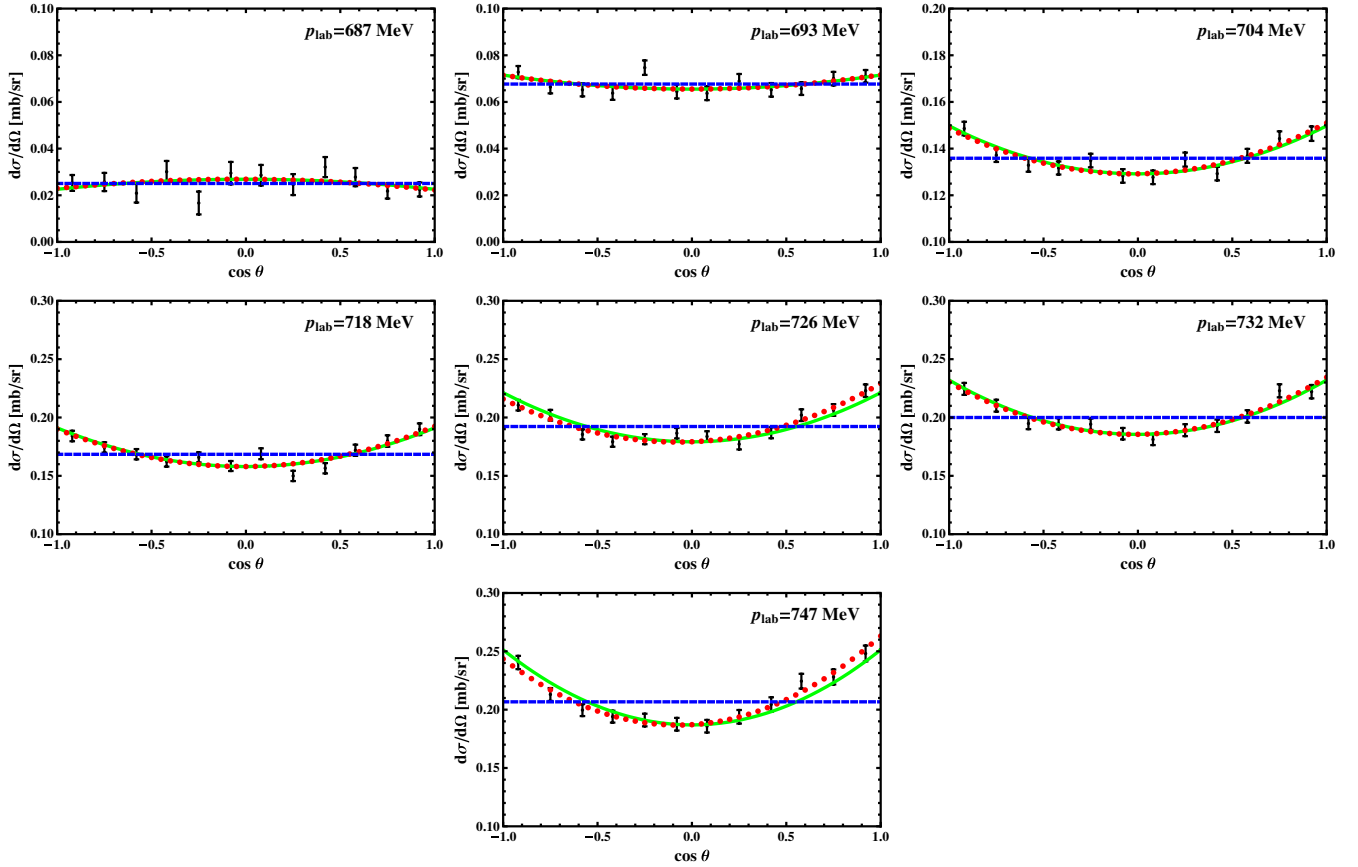 p_lab=687 MeV
dσ/dΩ [mb/sr]
0.10
0.08
0.06
0.04
0.02
0.00
−1.0 −0.5 0.0 0.5 1.0
cos θ
p_lab=693 MeV
dσ/dΩ [mb/sr]
0.10
0.08
0.06
0.04
0.02
0.00
−1.0 −0.5 0.0 0.5 1.0
cos θ
p_lab=704 MeV
dσ/dΩ [mb/sr]
0.20
0.18
0.16
0.14
0.12
0.10
−1.0 −0.5 0.0 0.5 1.0
cos θ
p_lab=718 MeV
dσ/dΩ [mb/sr]
0.30
0.25
0.20
0.15
0.10
−1.0 −0.5 0.0 0.5 1.0
cos θ
p_lab=726 MeV
dσ/dΩ [mb/sr]
0.30
0.25
0.20
0.15
0.10
−1.0 −0.5 0.0 0.5 1.0
cos θ
p_lab=732 MeV
dσ/dΩ [mb/sr]
0.30
0.25
0.20
0.15
0.10
−1.0 −0.5 0.0 0.5 1.0
cos θ
p_lab=747 MeV
dσ/dΩ [mb/sr]
0.30
0.25
0.20
0.15
0.10
−1.0 −0.5 0.0 0.5 1.0
cos θ